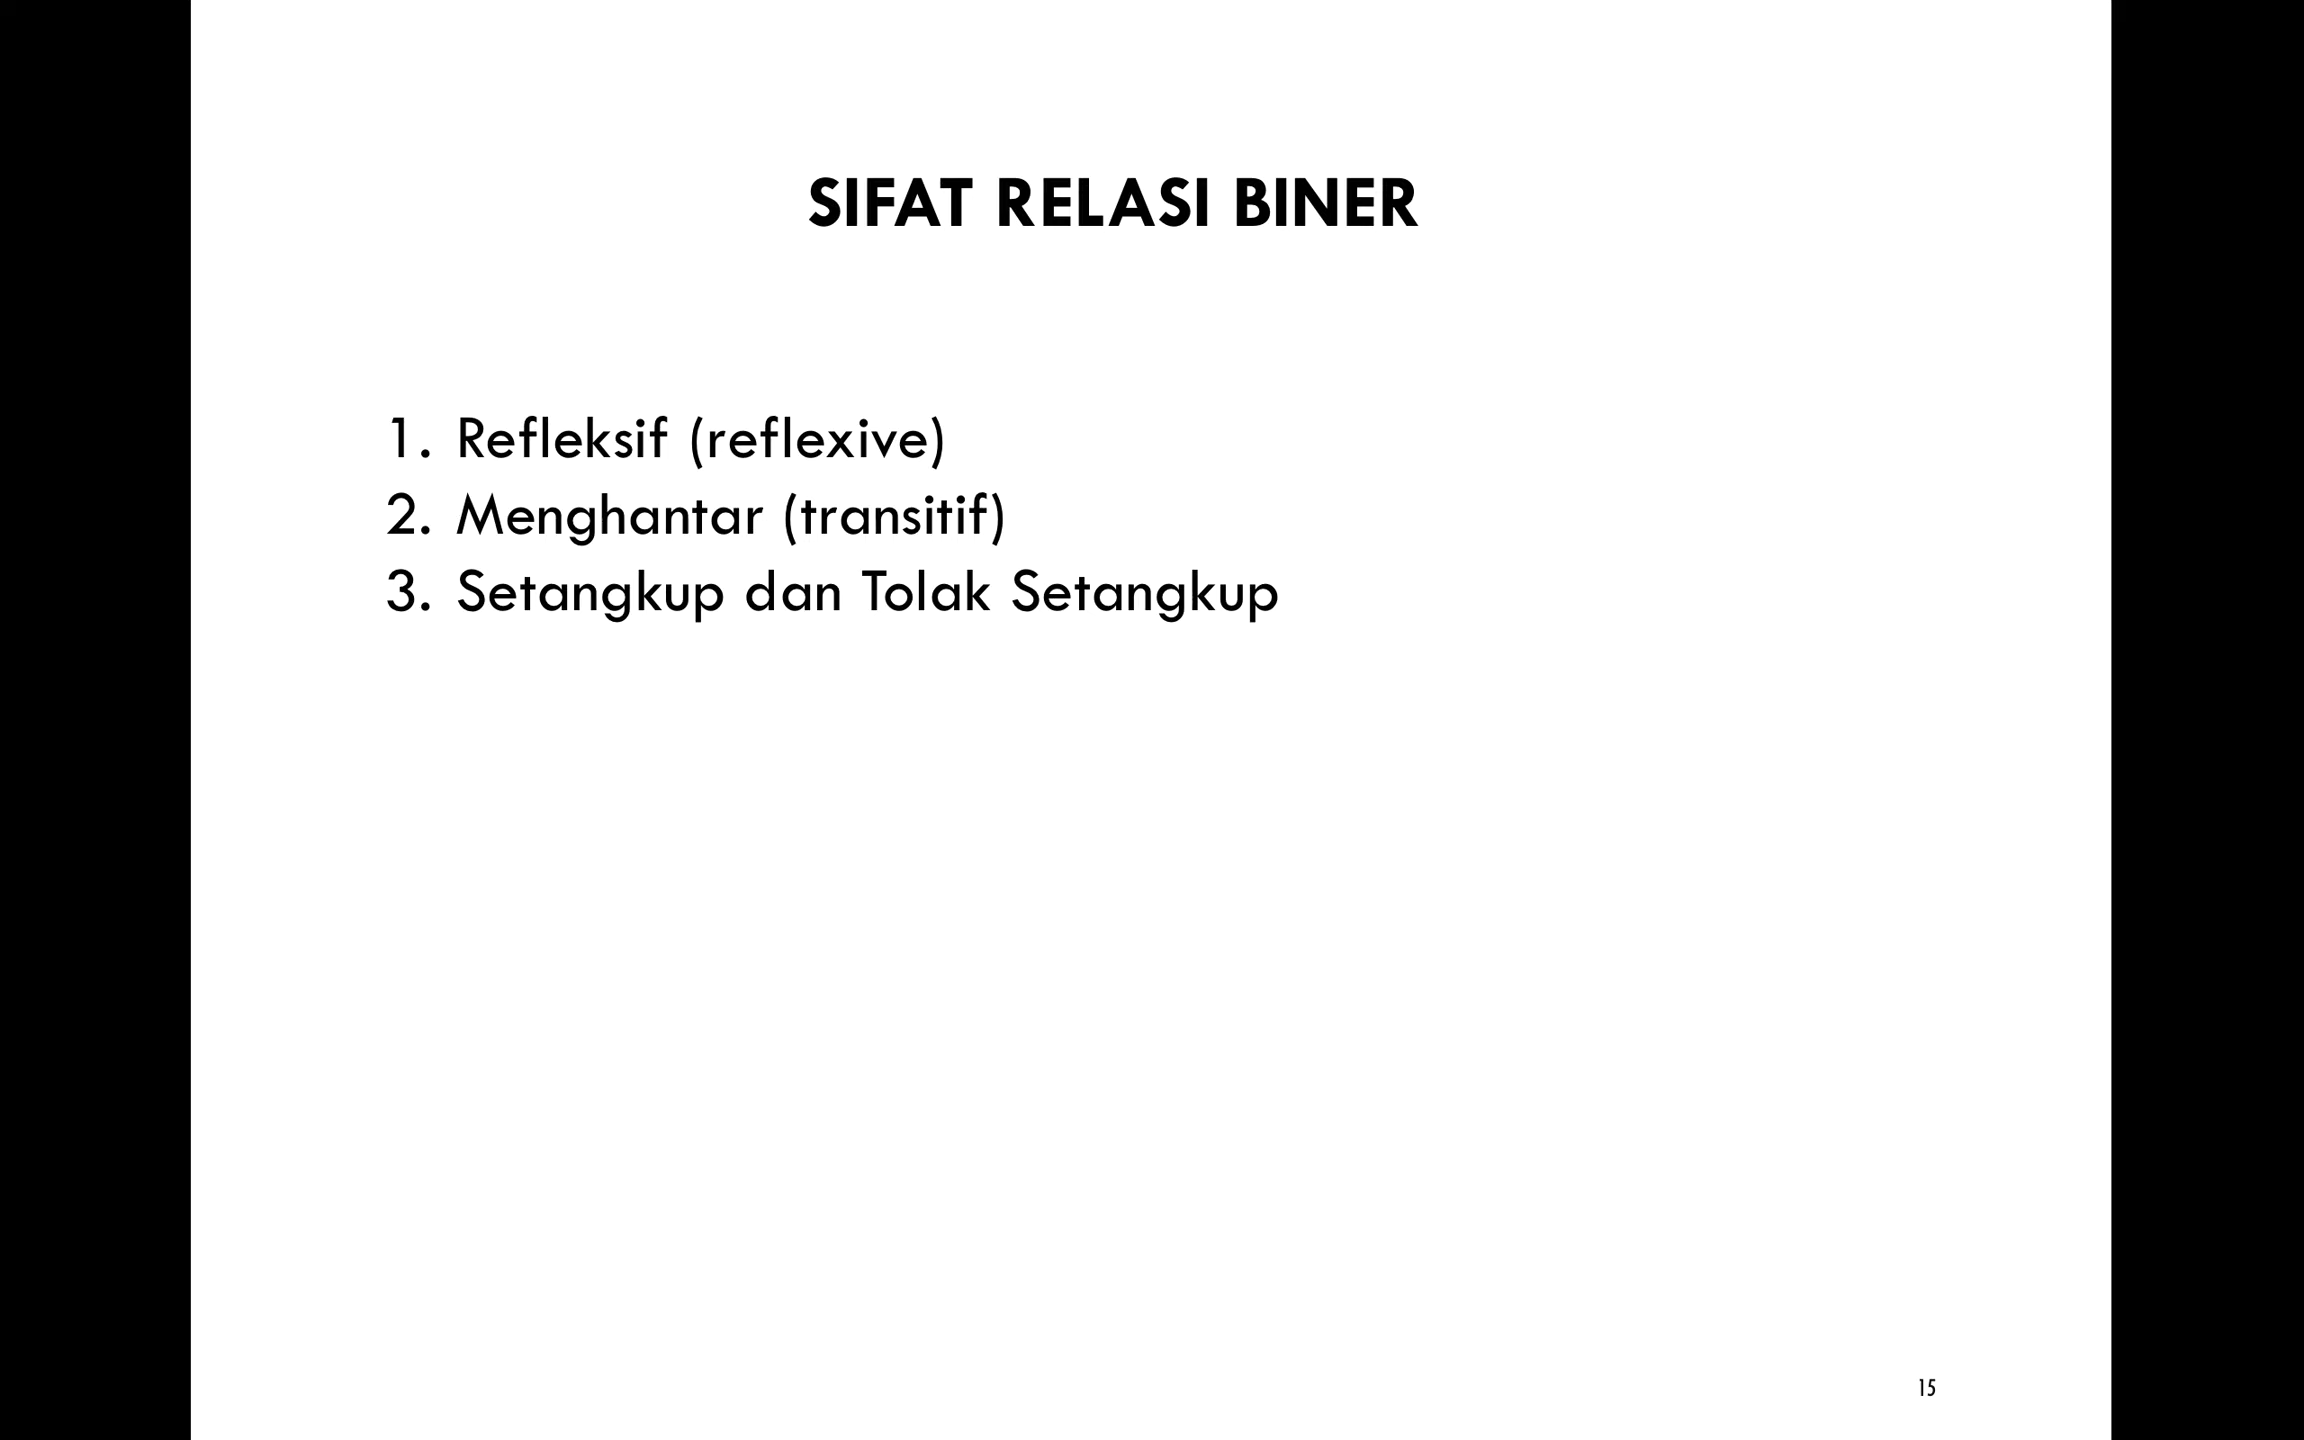 SIFAT RELASI BINER
1. Refleksif (reflexive)
2. Menghantar (transitif)
3. Setangkup dan Tolak Setangkup
15